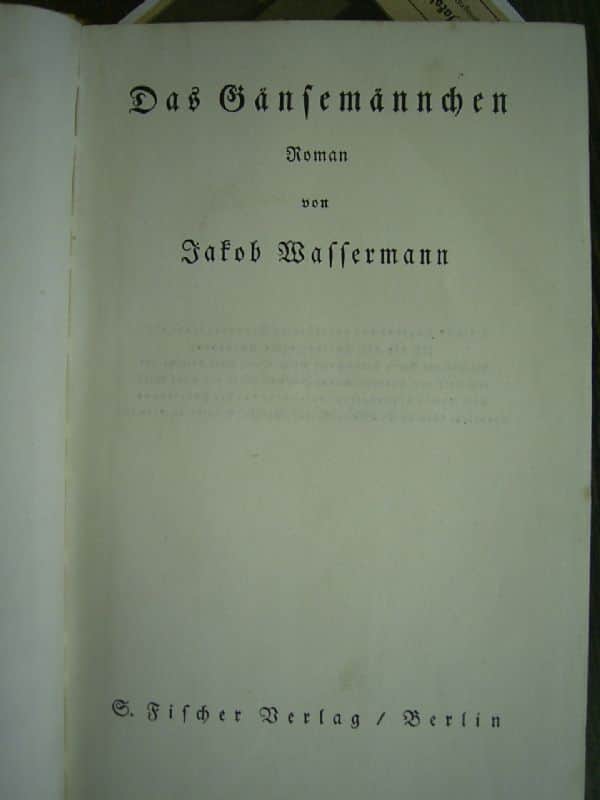 Das Gänſemännchen
Roman
von
Jakob Waſſermann
S. Fiſcher Verlag / Berlin